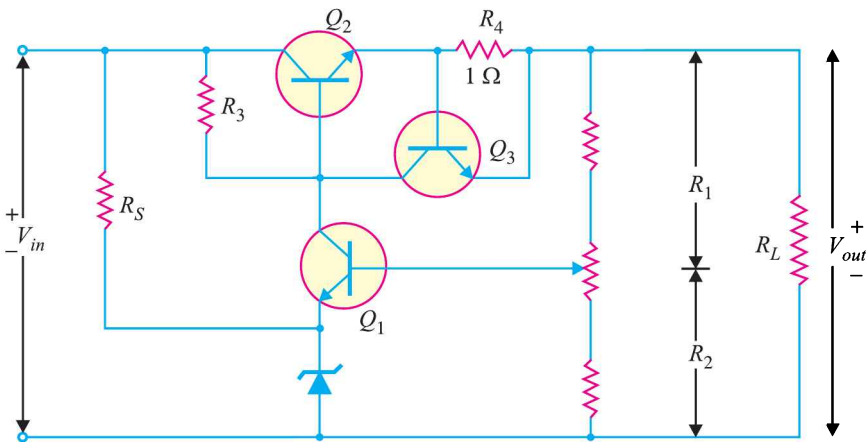 Q2
R4
1 Ω
R3
Q3
RS
+
Vin
−
R1
RL
+
Vout
−
Q1
R2